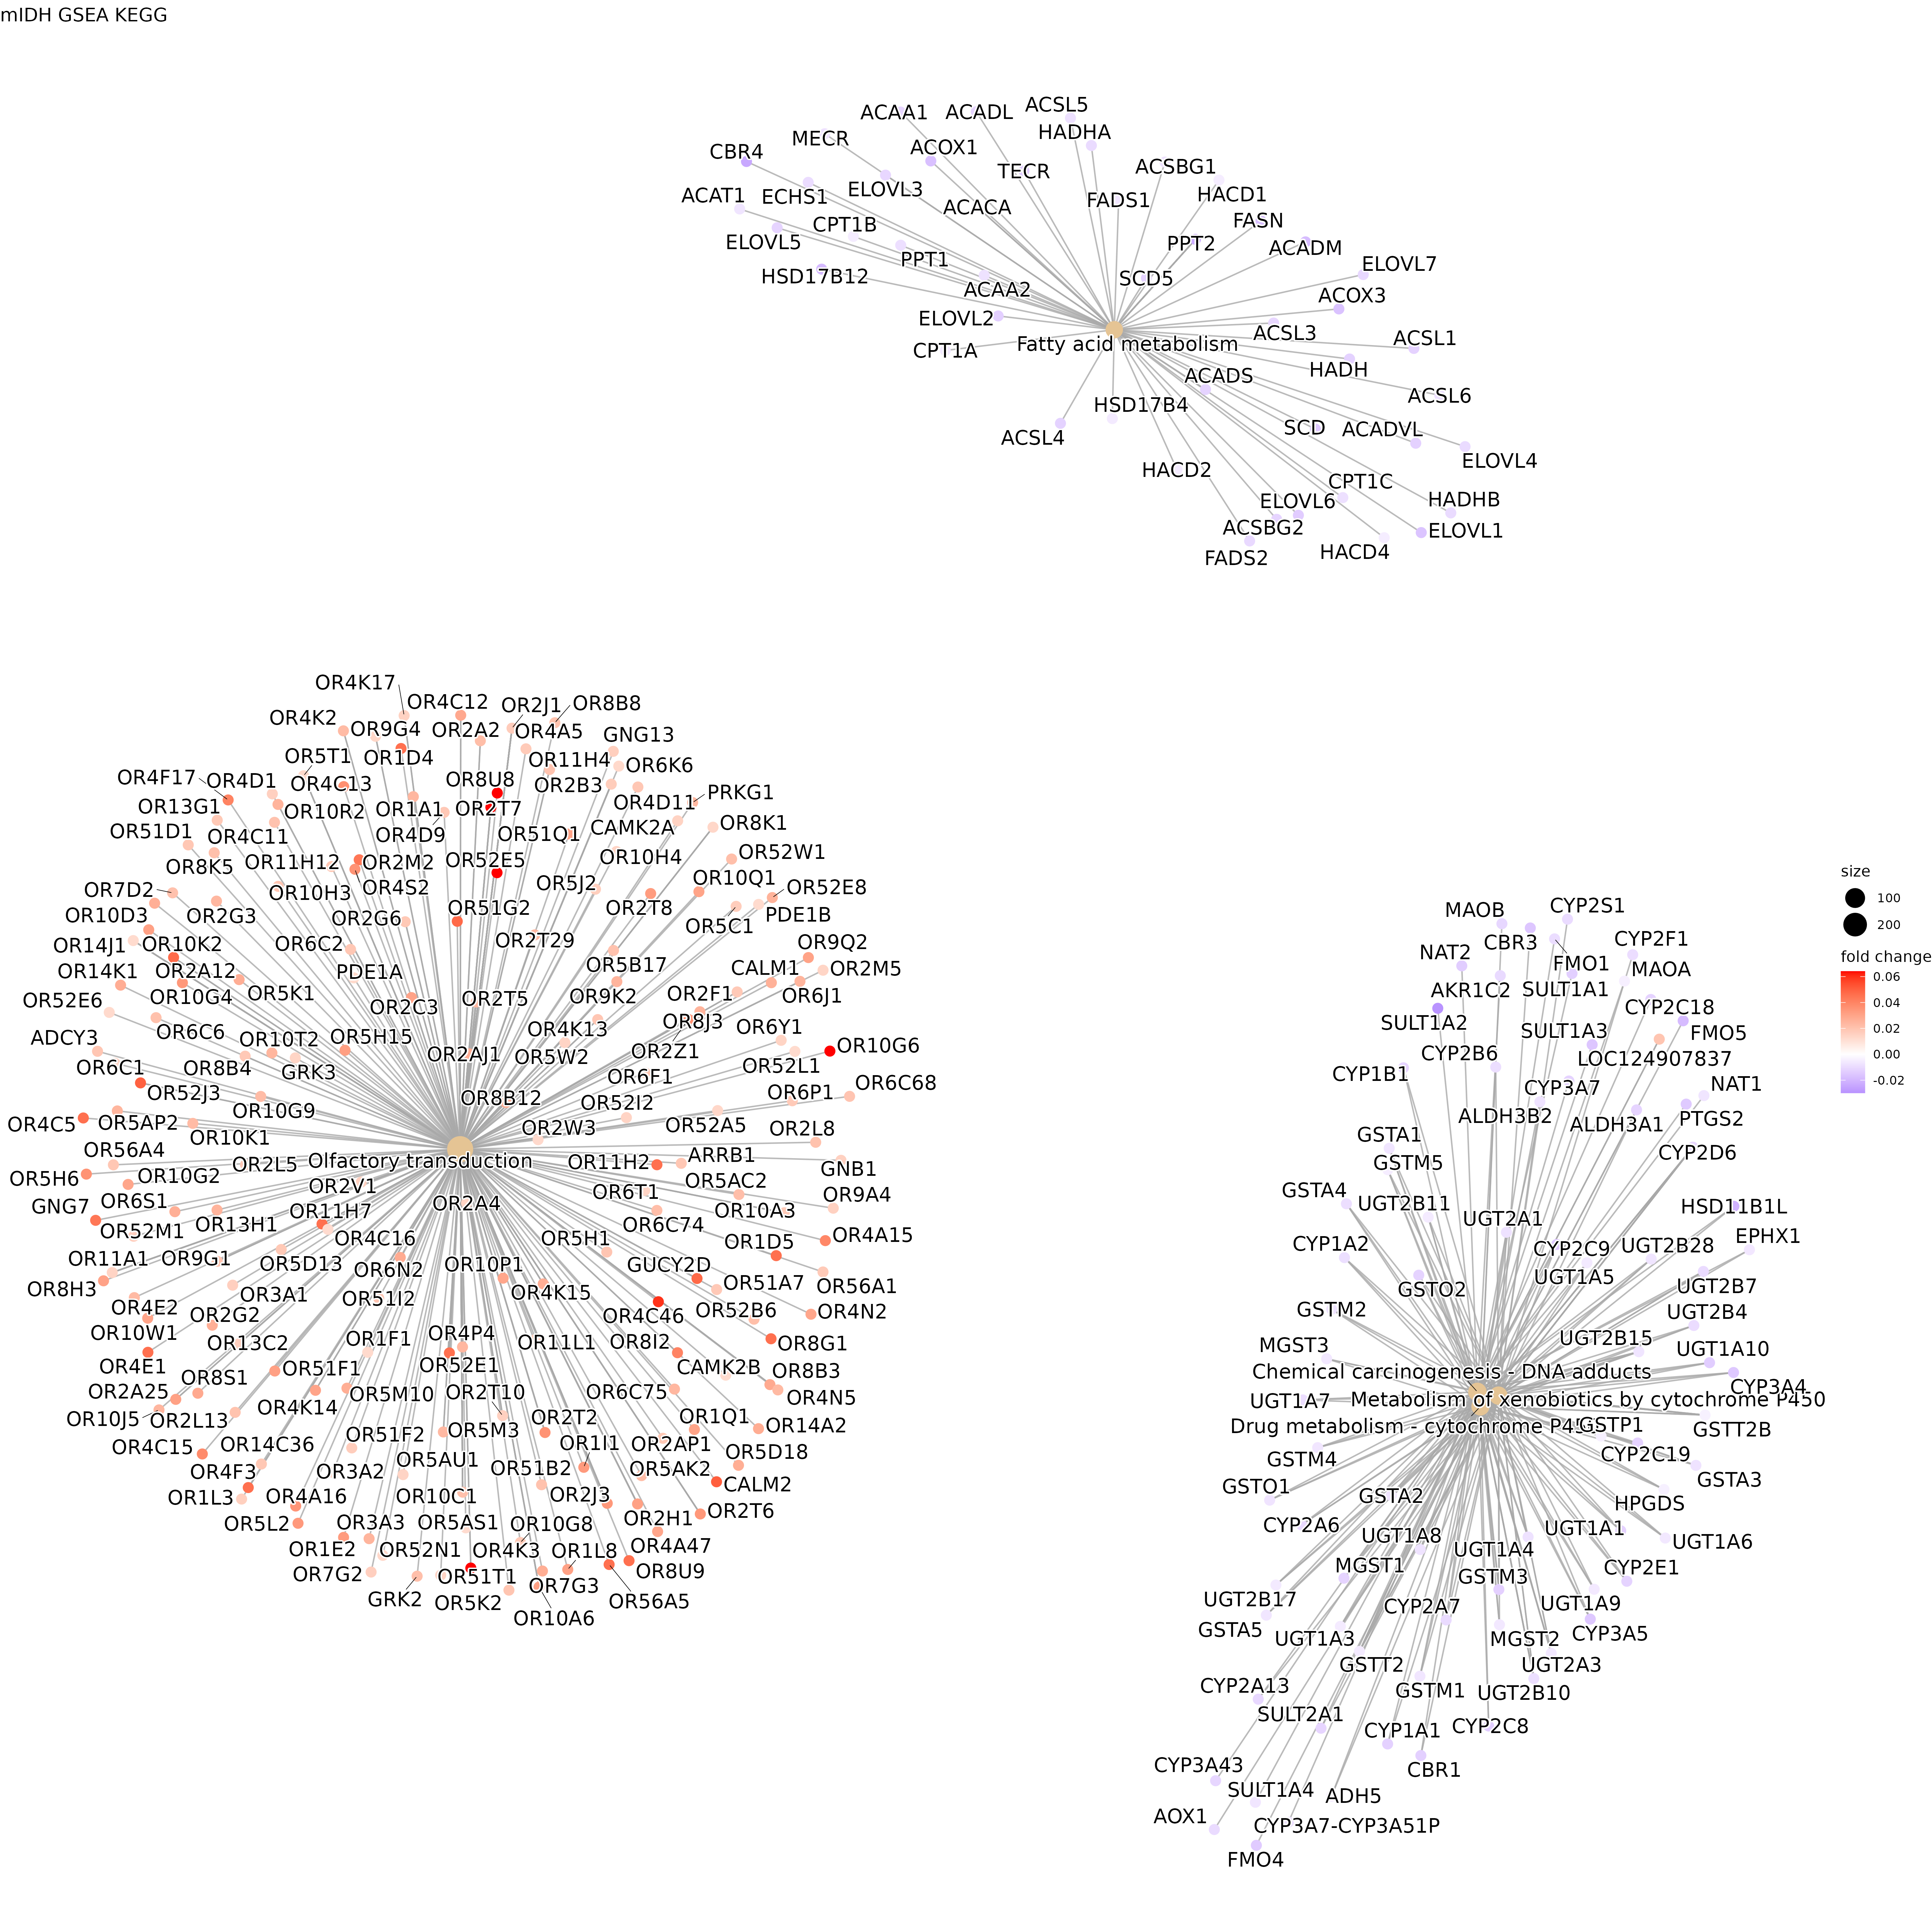 mIDH GSEA KEGG
ACSL5
ACAA1
ACADL
HADHA
MECR
ACOX1
CBR4
ACSBG1
TECR
ELOVL3
ACAT1
ECHS1
HACD1
FADS1
ACACA
FASN
CPT1B
ELOVL5
PPT2
ACADM
PPT1
ELOVL7
HSD17B12
SCD5
ACAA2
ACOX3
ELOVL2
ACSL3
ACSL1
CPT1A
Fatty acid metabolism
HADH
ACADS
ACSL6
HSD17B4
SCD
ACADVL
ACSL4
ELOVL4
HACD2
CPT1C
ELOVL6
HADHB
ACSBG2
ELOVL1
FADS2
HACD4
OR4K17
OR4C12
OR2J1
OR8B8
OR4K2
OR9G4
OR2A2
OR4A5
GNG13
OR5T1
OR1D4
OR11H4
OR6K6
OR4F17
OR4D1
OR4C13
OR8U8
OR2B3
OR4D11
PRKG1
OR13G1
OR10R2
OR1A1
OR2T7
OR51D1
OR4C11
OR4D9
OR51Q1
CAMK2A
OR8K1
OR8K5
OR11H12
OR2M2
OR52E5
OR10H4
OR52W1
OR7D2
OR10H3
OR4S2
OR5J2
OR10Q1
OR52E8
OR10D3
OR2G3
OR2G6
OR51G2
OR2T8
OR5C1
PDE1B
OR14J1
OR10K2
OR6C2
OR2T29
OR9Q2
OR14K1
OR2A12
PDE1A
OR5B17
CALM1
OR2M5
OR52E6
OR10G4
OR5K1
OR2C3
OR2T5
OR9K2
OR2F1
OR6J1
ADCY3
OR6C6
OR10T2
OR5H15
OR4K13
OR8J3
OR6Y1
OR6C1
OR8B4
GRK3
OR2AJ1
OR5W2
OR2Z1
OR10G6
OR52J3
OR6F1
OR52L1
OR4C5
OR5AP2
OR10G9
OR8B12
OR52I2
OR6P1
OR6C68
OR56A4
OR10K1
OR2W3
OR52A5
OR2L8
OR5H6
OR10G2
OR2L5
Olfactory transduction
OR11H2
ARRB1
GNB1
GNG7
OR6S1
OR2V1
OR2A4
OR6T1
OR5AC2
OR9A4
OR52M1
OR13H1
OR11H7
OR6C74
OR10A3
OR11A1
OR9G1
OR4C16
OR5H1
OR1D5
OR4A15
OR8H3
OR5D13
OR6N2
OR10P1
GUCY2D
OR51A7
OR56A1
OR4E2
OR3A1
OR51I2
OR4K15
OR4C46
OR52B6
OR4N2
OR10W1
OR2G2
OR1F1
OR4P4
OR11L1
OR8I2
OR8G1
OR4E1
OR13C2
OR51F1
OR52E1
CAMK2B
OR8B3
OR2A25
OR8S1
OR5M10
OR2T10
OR6C75
OR4N5
OR10J5
OR2L13
OR4K14
OR5M3
OR2T2
OR1Q1
OR14A2
OR4C15
OR14C36
OR51F2
OR1I1
OR2AP1
OR5D18
OR4F3
OR3A2
OR5AU1
OR51B2
OR5AK2
CALM2
OR1L3
OR4A16
OR10C1
OR2J3
OR2T6
OR5L2
OR3A3
OR5AS1
OR10G8
OR2H1
OR1E2
OR52N1
OR4K3
OR1L8
OR4A47
OR7G2
OR51T1
OR7G3
OR8U9
GRK2
OR5K2
OR10A6
OR56A5
MAOB
CYP2S1
NAT2
CBR3
CYP2F1
FMO1
MAOA
AKR1C2
SULT1A1
CYP2C18
SULT1A2
SULT1A3
FMO5
CYP2B6
LOC124907837
CYP1B1
CYP3A7
NAT1
ALDH3B2
ALDH3A1
PTGS2
GSTA1
CYP2D6
GSTM5
GSTA4
UGT2B11
HSD11B1L
UGT2A1
EPHX1
CYP1A2
CYP2C9
UGT2B28
GSTO2
UGT1A5
UGT2B7
GSTM2
UGT2B4
MGST3
UGT2B15
UGT1A10
Chemical carcinogenesis - DNA adducts
CYP3A4
UGT1A7
Metabolism of xenobiotics by cytochrome P450
Drug metabolism - cytochrome P450
GSTP1
GSTT2B
GSTM4
CYP2C19
GSTO1
GSTA3
GSTA2
HPGDS
CYP2A6
UGT1A8
UGT1A1
UGT1A6
MGST1
UGT1A4
CYP2E1
GSTM3
UGT2B17
CYP2A7
UGT1A9
GSTA5
UGT1A3
MGST2
CYP3A5
GSTT2
UGT2A3
CYP2A13
GSTM1
UGT2B10
SULT2A1
CYP1A1
CYP2C8
CYP3A43
CBR1
SULT1A4
ADH5
AOX1
CYP3A7-CYP3A51P
FMO4
size
100
200
fold change
0.06
0.04
0.02
0.00
-0.02